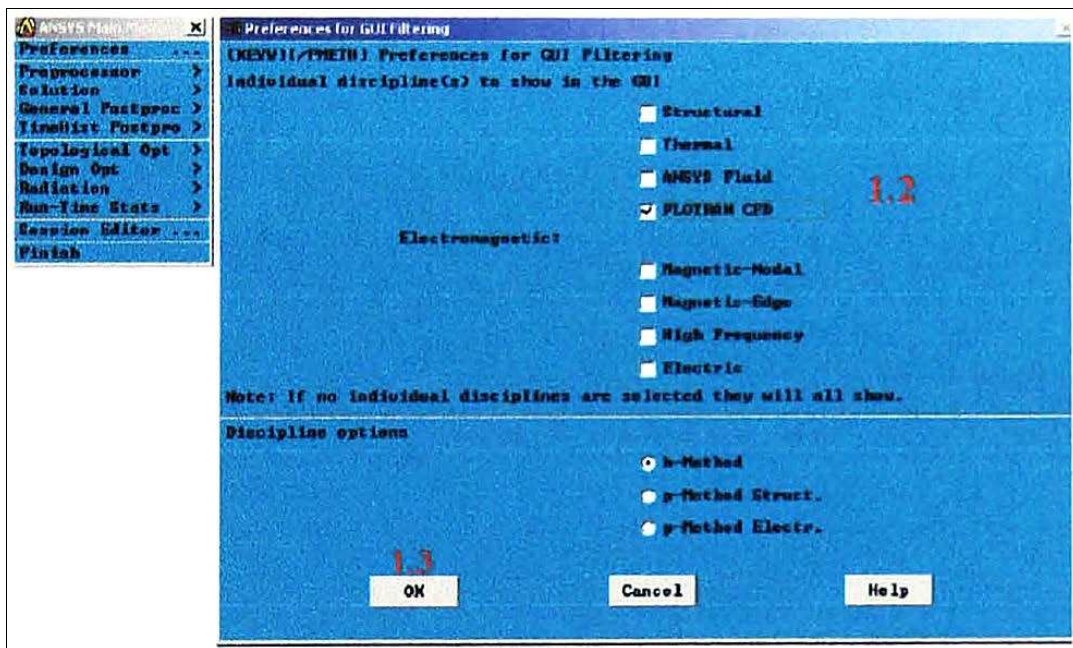 ANSYS Main Menu
Preferences ...
Preprocessor >
Solution >
General Postproc >
TimeHist Postpro >
Topological Opt >
Design Opt >
Radiation >
Run-Time Stats >
Session Editor ...
Finish
Preferences for GUI Filtering
[KEYW][/PMETH] Preferences for GUI Filtering
Individual discipline(s) to show in the GUI
Structural
Thermal
ANSYS Fluid
FLOTRAN CFD
1.2
Electromagnetic:
Magnetic-Nodal
Magnetic-Edge
High Frequency
Electric
Note: If no individual disciplines are selected they will all show.
Discipline options
h-Method
p-Method Struct.
p-Method Electr.
1.3
OK
Cancel
Help